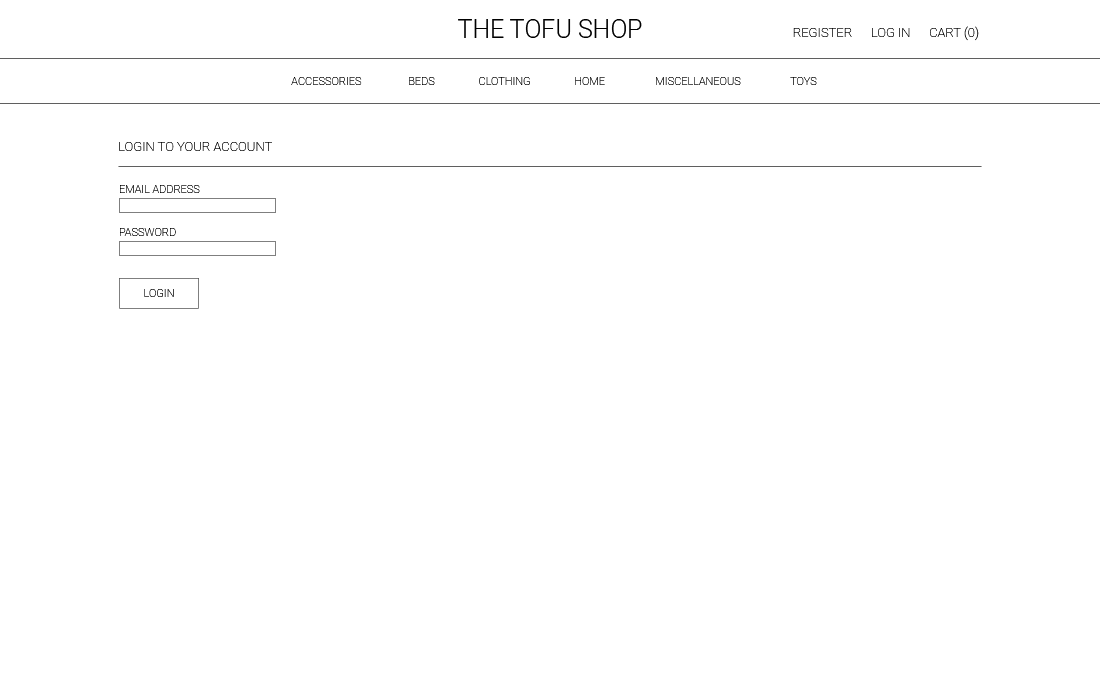 THE TOFU SHOP
REGISTER LOG IN CART (0)
ACCESSORIES BEDS CLOTHING HOME MISCELLANEOUS TOYS
LOGIN TO YOUR ACCOUNT
EMAIL ADDRESS
PASSWORD
LOGIN